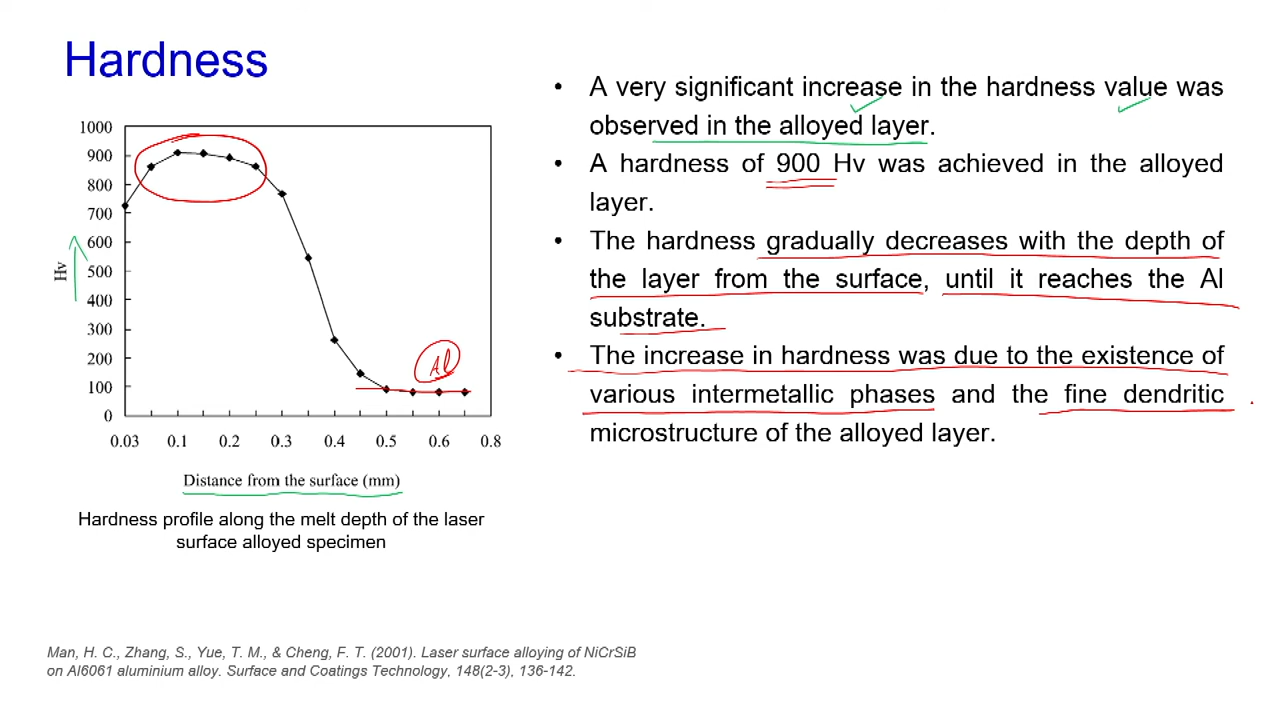 Hardness
1000
900
800
700
600
500
400
300
200
100
0
Hv
Al
0.03 0.1 0.2 0.3 0.4 0.5 0.6 0.8
Distance from the surface (mm)
Hardness profile along the melt depth of the laser
surface alloyed specimen
• A very significant increase in the hardness value was
observed in the alloyed layer.
• A hardness of 900 Hv was achieved in the alloyed
layer.
• The hardness gradually decreases with the depth of
the layer from the surface, until it reaches the Al
substrate.
• The increase in hardness was due to the existence of
various intermetallic phases and the fine dendritic
microstructure of the alloyed layer.
Man, H. C., Zhang, S., Yue, T. M., & Cheng, F. T. (2001). Laser surface alloying of NiCrSiB
on Al6061 aluminium alloy. Surface and Coatings Technology, 148(2-3), 136-142.